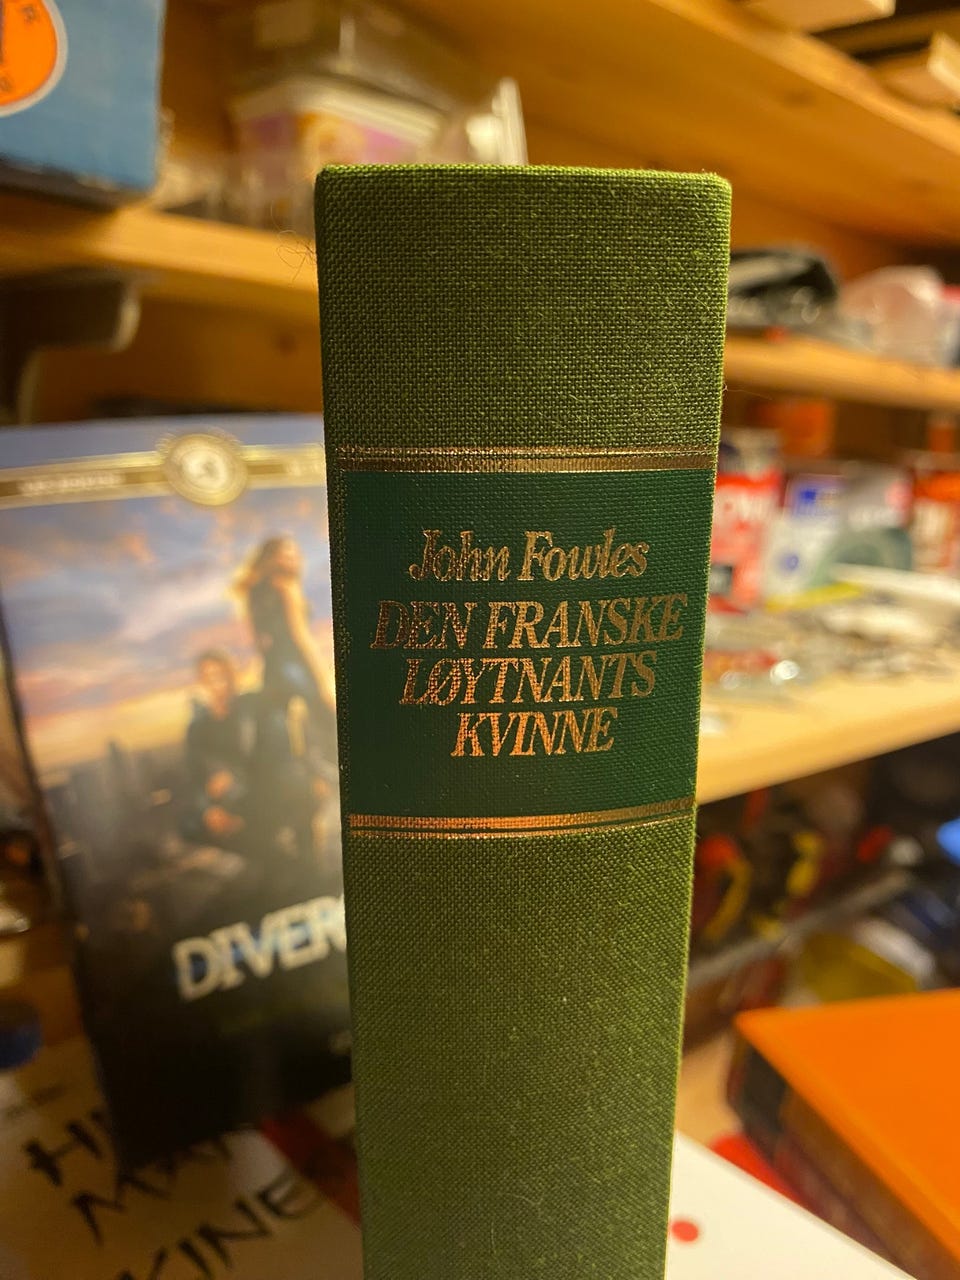 John Fowles
DEN FRANSKE
LØYTNANTS
KVINNE
DIVER